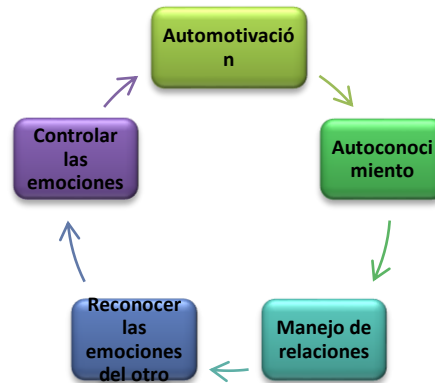 Automotivació
n
Autoconoci
miento
Manejo de
relaciones
Reconocer
las
emociones
del otro
Controlar
las
emociones